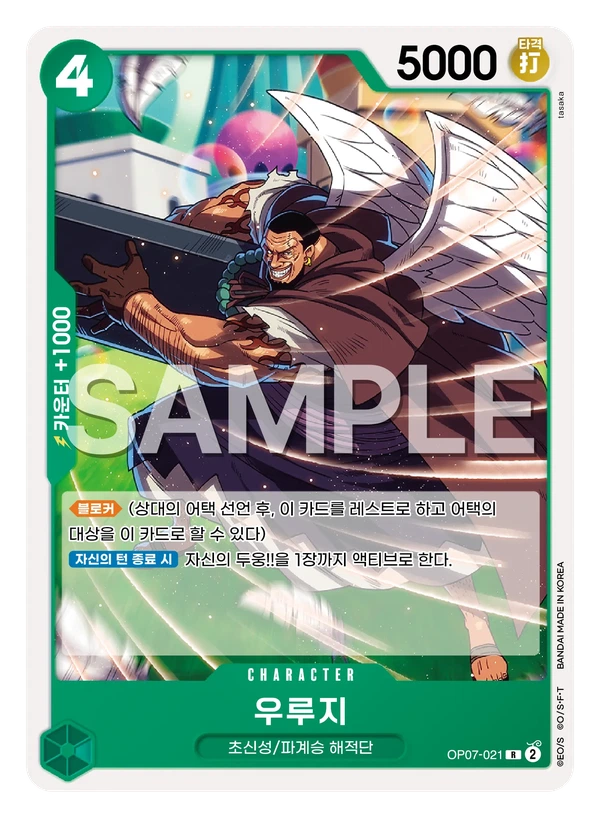 4
5000
타격
打
tasaka
카운터 +1000
SAMPLE
블로커 (상대의 어택 선언 후, 이 카드를 레스트로 하고 어택의
대상을 이 카드로 할 수 있다)
자신의 턴 종료 시 자신의 두웅!!을 1장까지 액티브로 한다.
CHARACTER
우루지
초신성/파계승 해적단
OP07-021 R 2
©EO/S ©O/S·F·T BANDAI MADE IN KOREA